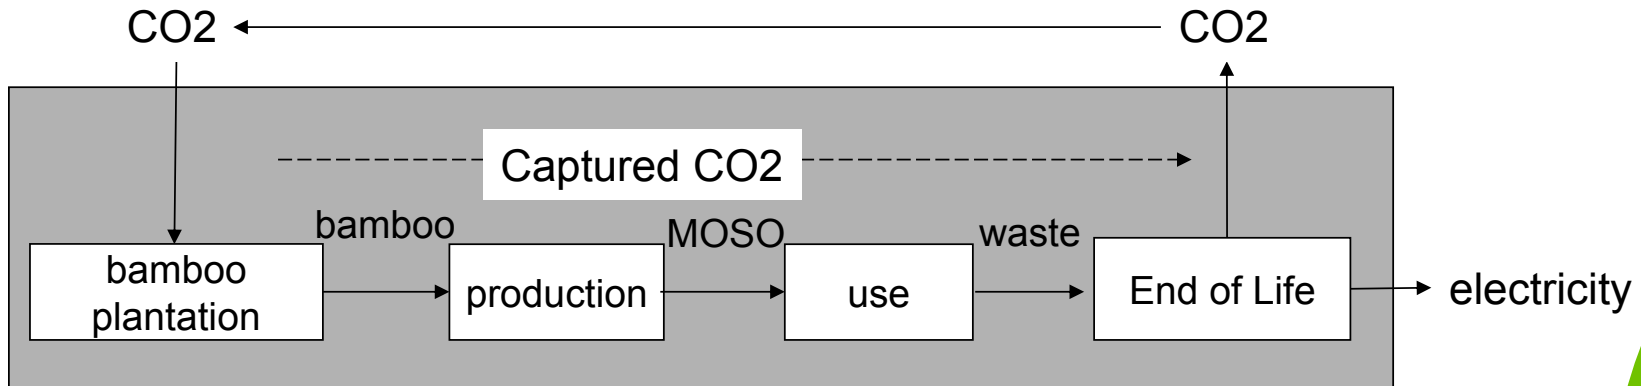 CO2
CO2
Captured CO2
bamboo
MOSO
waste
bamboo
plantation
production
use
End of Life
electricity